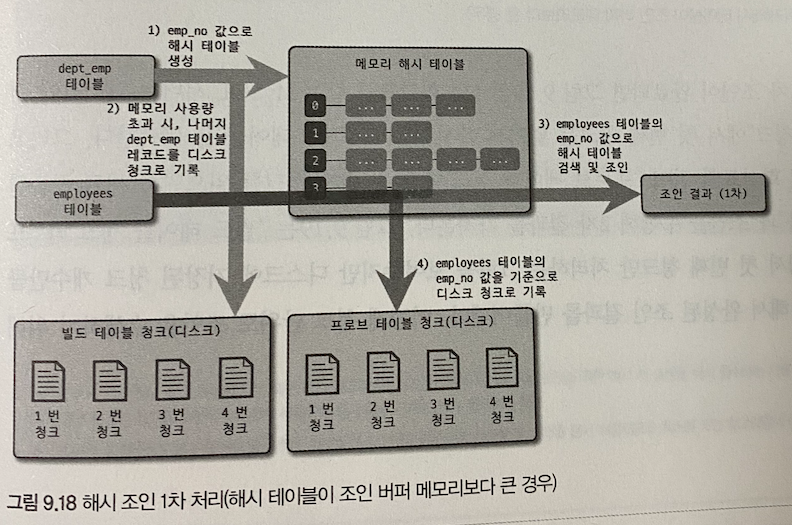 1) emp_no 값으로
해시 테이블
생성
dept_emp
테이블
메모리 해시 테이블
0 ... ... ...
1 ... ...
2 ... ... ... ...
3
2) 메모리 사용량
초과 시, 나머지
dept_emp 테이블
레코드를 디스크
청크로 기록
3) employees 테이블의
emp_no 값으로
해시 테이블
검색 및 조인
employees
테이블
조인 결과 (1차)
4) employees 테이블의
emp_no 값을 기준으로
디스크 청크로 기록
빌드 테이블 청크(디스크)
1 번
청크
2 번
청크
3 번
청크
4 번
청크
프로브 테이블 청크(디스크)
1 번
청크
2 번
청크
3 번
청크
4 번
청크
그림 9.18 해시 조인 1차 처리(해시 테이블이 조인 버퍼 메모리보다 큰 경우)